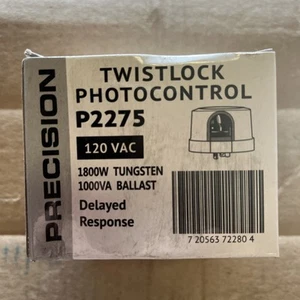 PRECISION
TWISTLOCK
PHOTOCONTROL
P2275
120 VAC
1800W TUNGSTEN
1000VA BALLAST
Delayed
Response
7 20563 72280 4